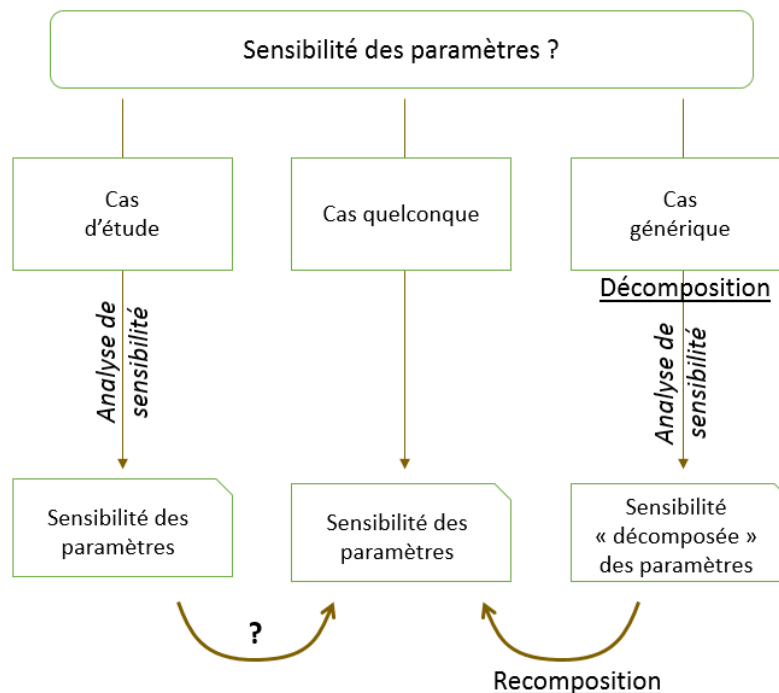 Sensibilité des paramètres ?
Cas
d’étude
Cas quelconque
Cas
générique
Décomposition
Analyse de
sensibilité
Analyse de
sensibilité
Sensibilité des
paramètres
Sensibilité des
paramètres
Sensibilité
« décomposée »
des paramètres
?
Recomposition